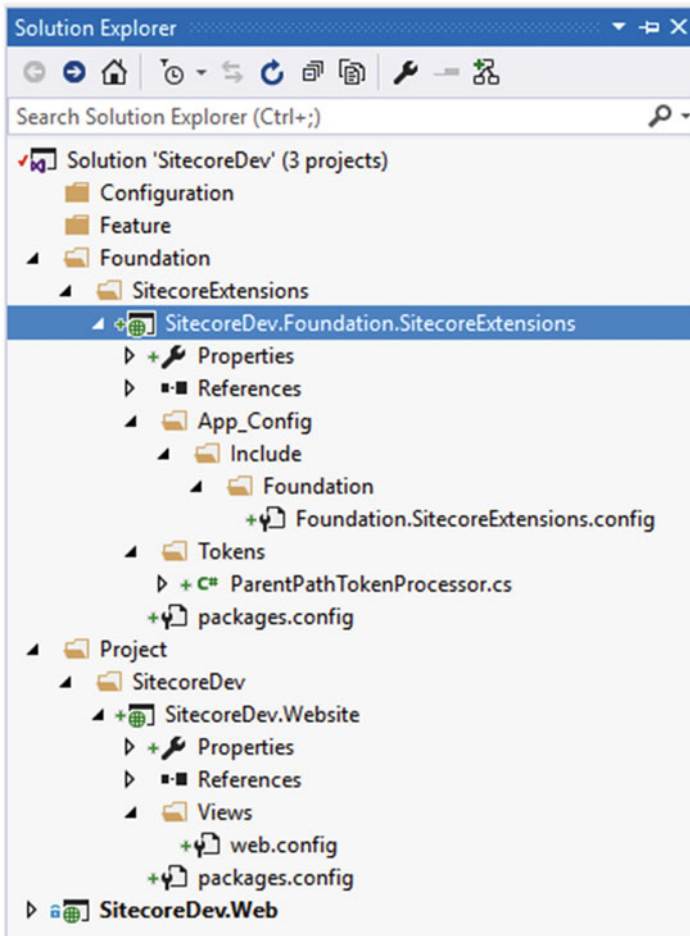 Solution Explorer
Search Solution Explorer (Ctrl+;)
Solution 'SitecoreDev' (3 projects)
Configuration
Feature
Foundation
SitecoreExtensions
SitecoreDev.Foundation.SitecoreExtensions
Properties
References
App_Config
Include
Foundation
Foundation.SitecoreExtensions.config
Tokens
C# ParentPathTokenProcessor.cs
packages.config
Project
SitecoreDev
SitecoreDev.Website
Properties
References
Views
web.config
packages.config
SitecoreDev.Web